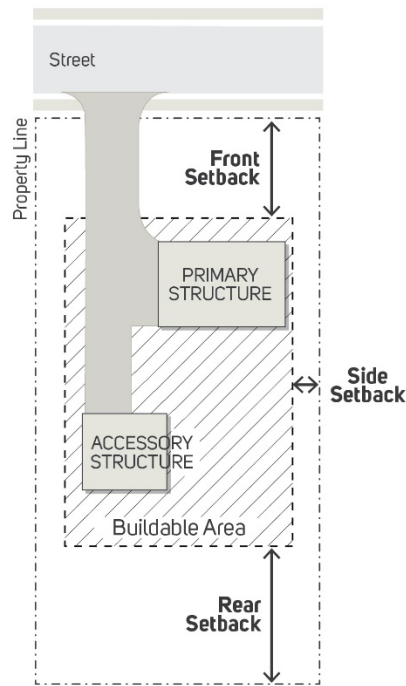 Street
Property Line
Front
Setback
PRIMARY
STRUCTURE
Side
Setback
ACCESSORY
STRUCTURE
Buildable Area
Rear
Setback